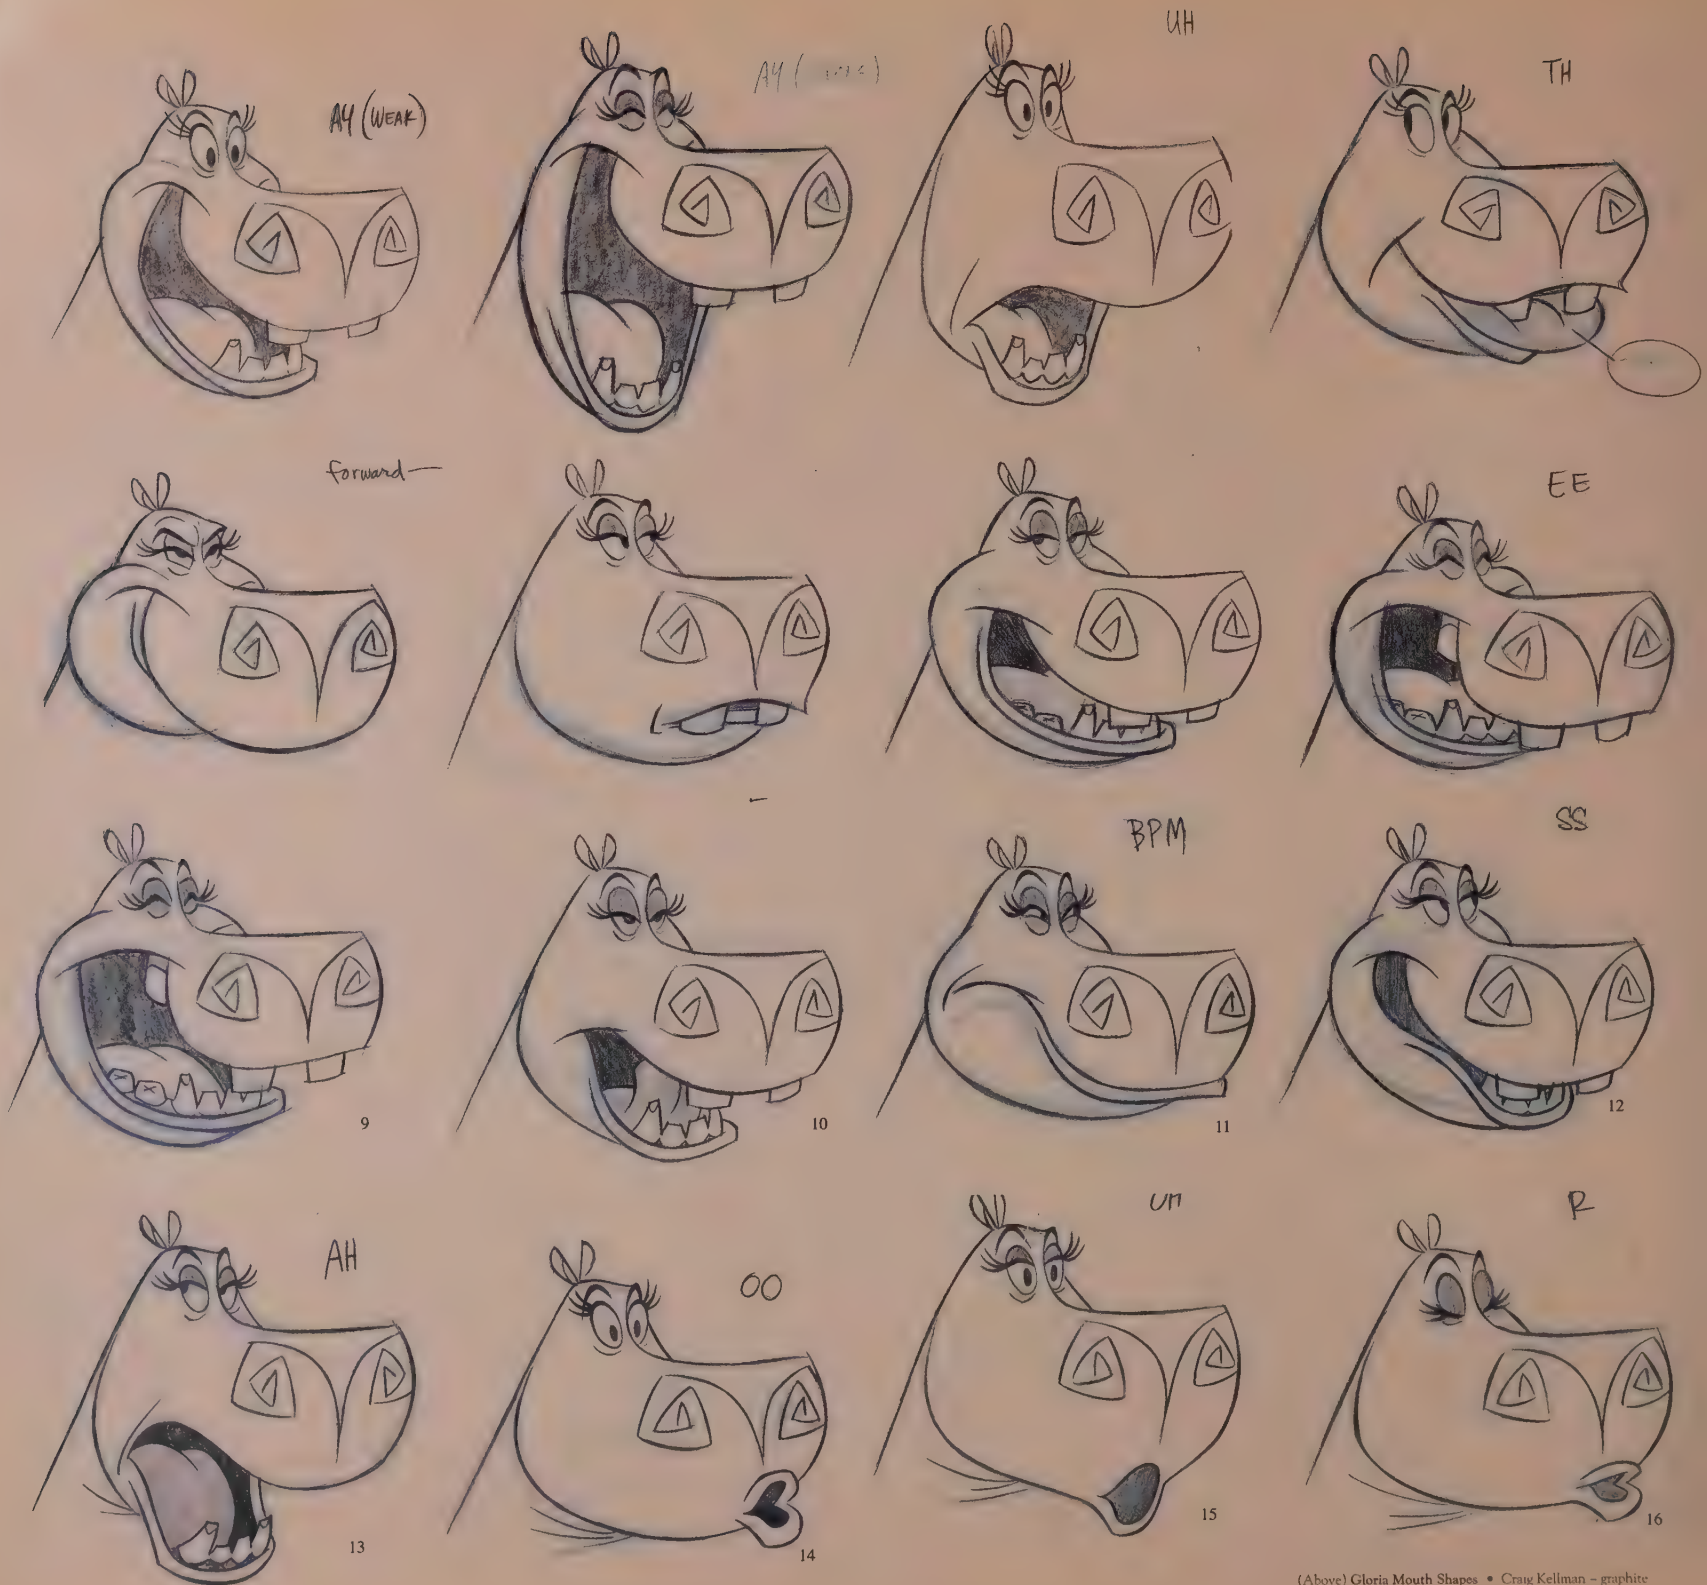 UH
AY (
TH
AY (WEAK)
forward—
EE
BPM
SS
9
10
11
12
AH
OO
R
13
14
15
16
(Above) Gloria Mouth Shapes • Craig Kellman – graphite